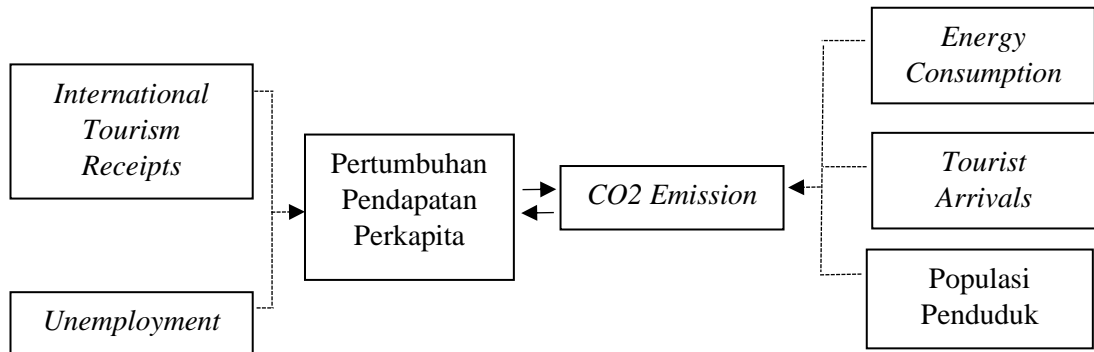 International
Tourism
Receipts
Unemployment
Pertumbuhan
Pendapatan
Perkapita
CO2 Emission
Energy
Consumption
Tourist
Arrivals
Populasi
Penduduk